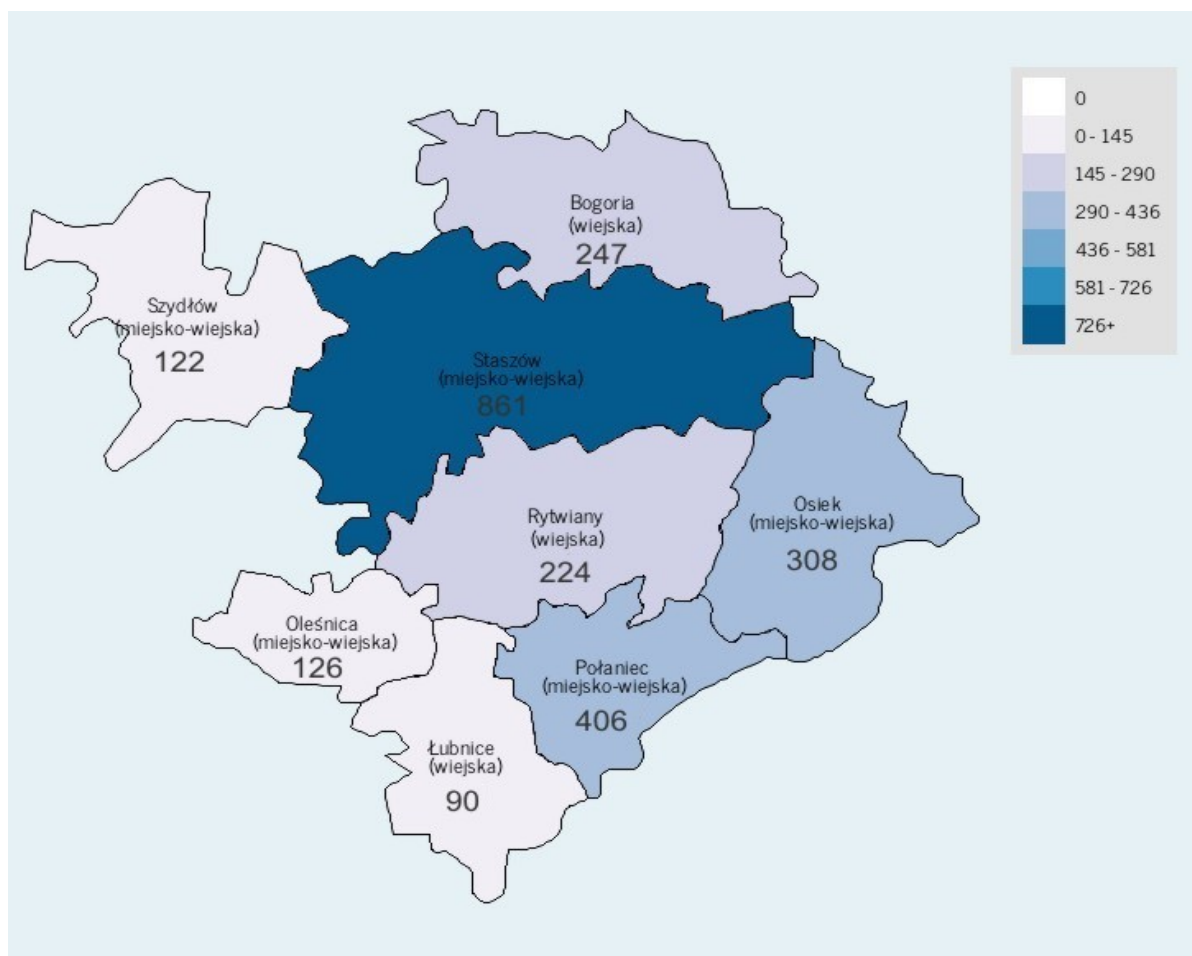 0
0 - 145
145 - 290
290 - 436
436 - 581
581 - 726
726+
Bogoria
(wiejska)
247
Szydłów
(miejsko-wiejska)
122
Staszów
(miejsko-wiejska)
861
Osiek
(miejsko-wiejska)
308
Rytwiany
(wiejska)
224
Oleśnica
(miejsko-wiejska)
126
Połaniec
(miejsko-wiejska)
406
Łubnice
(wiejska)
90